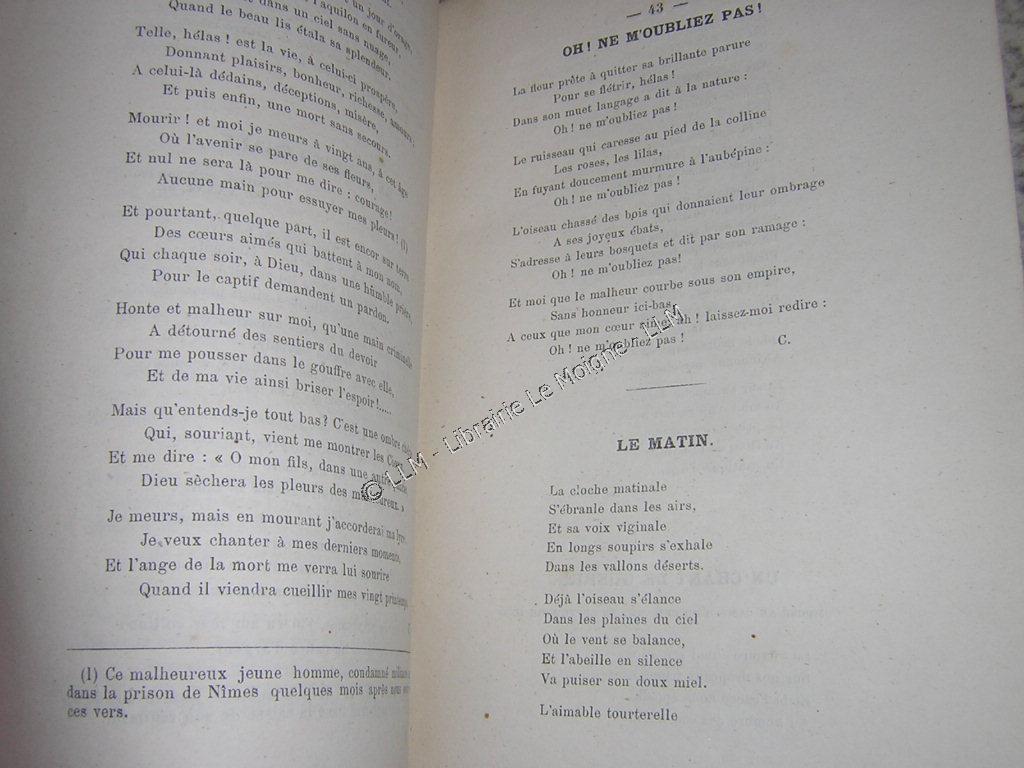 un jour d'orage,
l'aquilon en fureur,
dans un ciel sans nuage,
Quand le beau lis étala sa splendeur.
Telle, hélas ! est la vie, à celui-ci prospère,
Donnant plaisirs, bonheur, richesse, amours ;
A celui-là dédains, déceptions, misère,
Et puis enfin, une mort sans secours.
Mourir ! et moi je meurs à vingt ans, à cet âge
Où l'avenir se pare de ses fleurs,
Et nul ne sera là pour me dire : courage!
Aucune main pour essuyer mes pleurs ! (1)
Et pourtant, quelque part, il est encor sur terre
Des cœurs aimés qui battent à mon nom,
Qui chaque soir, à Dieu, dans une humble prière,
Pour le captif demandent un pardon.
Honte et malheur sur moi, qu'une main criminelle
A détourné des sentiers du devoir
Pour me pousser dans le gouffre avec elle,
Et de ma vie ainsi briser l'espoir!.....
Mais qu'entends-je tout bas? C'est une ombre
Qui, souriant, vient me montrer les
Et me dire : « O mon fils, dans une autre
Dieu sèchera les pleurs des malheureux. »
Je meurs, mais en mourant j'accorderai ma lyre
Je veux chanter à mes derniers moments,
Et l'ange de la mort me verra lui sourire
Quand il viendra cueillir mes vingt printemps.
(1) Ce malheureux jeune homme, condamné
dans la prison de Nîmes quelques mois après nous
ces vers.
— 43 —
OH! NE M'OUBLIEZ PAS!
La fleur prête à quitter sa brillante parure
Pour se flétrir, hélas !
Dans son muet langage a dit à la nature :
Oh ! ne m'oubliez pas !
Le ruisseau qui caresse au pied de la colline
Les roses, les lilas,
En fuyant doucement murmure à l'aubépine :
Oh ! ne m'oubliez pas !
L'oiseau chassé des bois qui donnaient leur ombrage
A ses joyeux ébats,
S'adresse à leurs bosquets et dit par son ramage :
Oh ! ne m'oubliez pas!
Et moi que le malheur courbe sous son empire,
Sans honneur ici-bas,
A ceux que mon cœur aime, ah ! laissez-moi redire :
Oh ! ne m'oubliez pas !
C.
LE MATIN.
La cloche matinale
S'ébranle dans les airs,
Et sa voix viginale
En longs soupirs s'exhale
Dans les vallons déserts.
Déjà l'oiseau s'élance
Dans les plaines du ciel
Où le vent se balance,
Et l'abeille en silence
Va puiser son doux miel.
L'aimable tourterelle
© LLM - Librairie Le Moigne - LLM